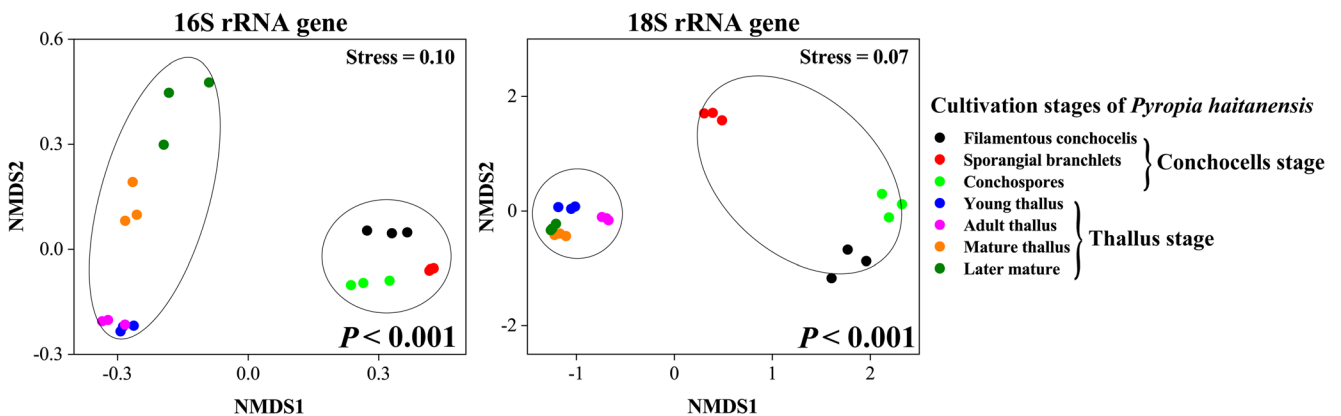 16S rRNA gene
Stress = 0.10
0.6
0.3
0.0
-0.3
NMDS2
P < 0.001
-0.3
0.0
0.3
NMDS1
18S rRNA gene
Stress = 0.07
2
0
-2
NMDS2
P < 0.001
-1
0
1
2
NMDS1
Cultivation stages of Pyropia haitanensis
Filamentous conchocelis
Sporangial branchlets
Conchospores
Conchocells stage
Young thallus
Adult thallus
Mature thallus
Later mature
Thallus stage